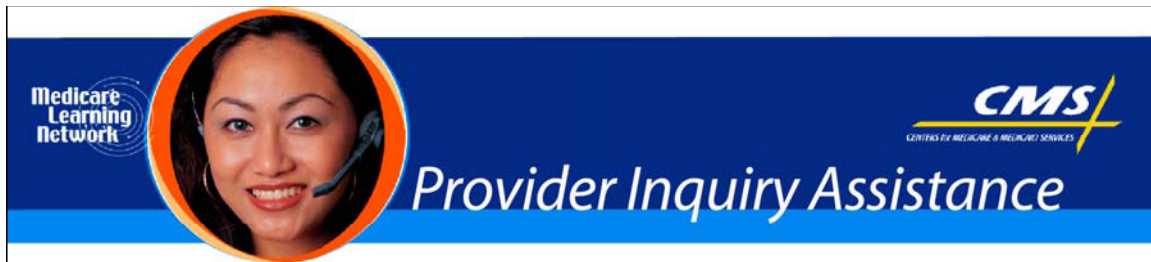 Medicare
Learning
Network
CMS
CENTERS for MEDICARE & MEDICAID SERVICES
Provider Inquiry Assistance